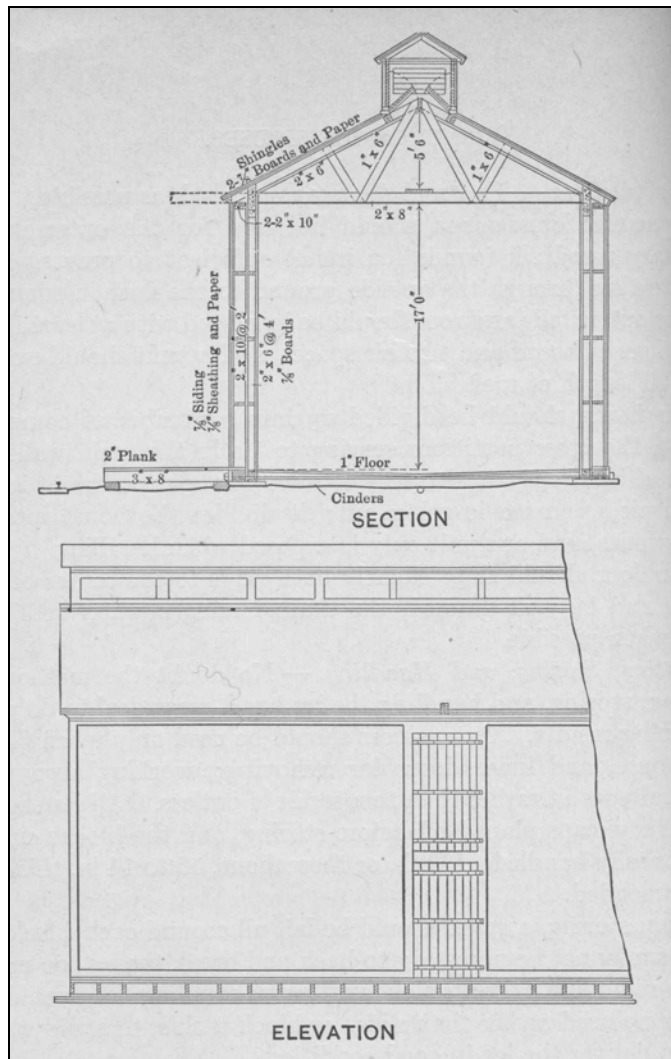 Shingles
2-⅞" Boards and Paper
2" x 6"
1" x 6"
5' 6"
1" x 6"
2-2" x 10"
2" x 8"
17' 0"
⅞" Siding
⅞" Sheathing and Paper
2" x 10" @ 2'
2" x 6" @ 4'
⅞" Boards
2" Plank
3" x 8"
1" Floor
Cinders
SECTION
ELEVATION